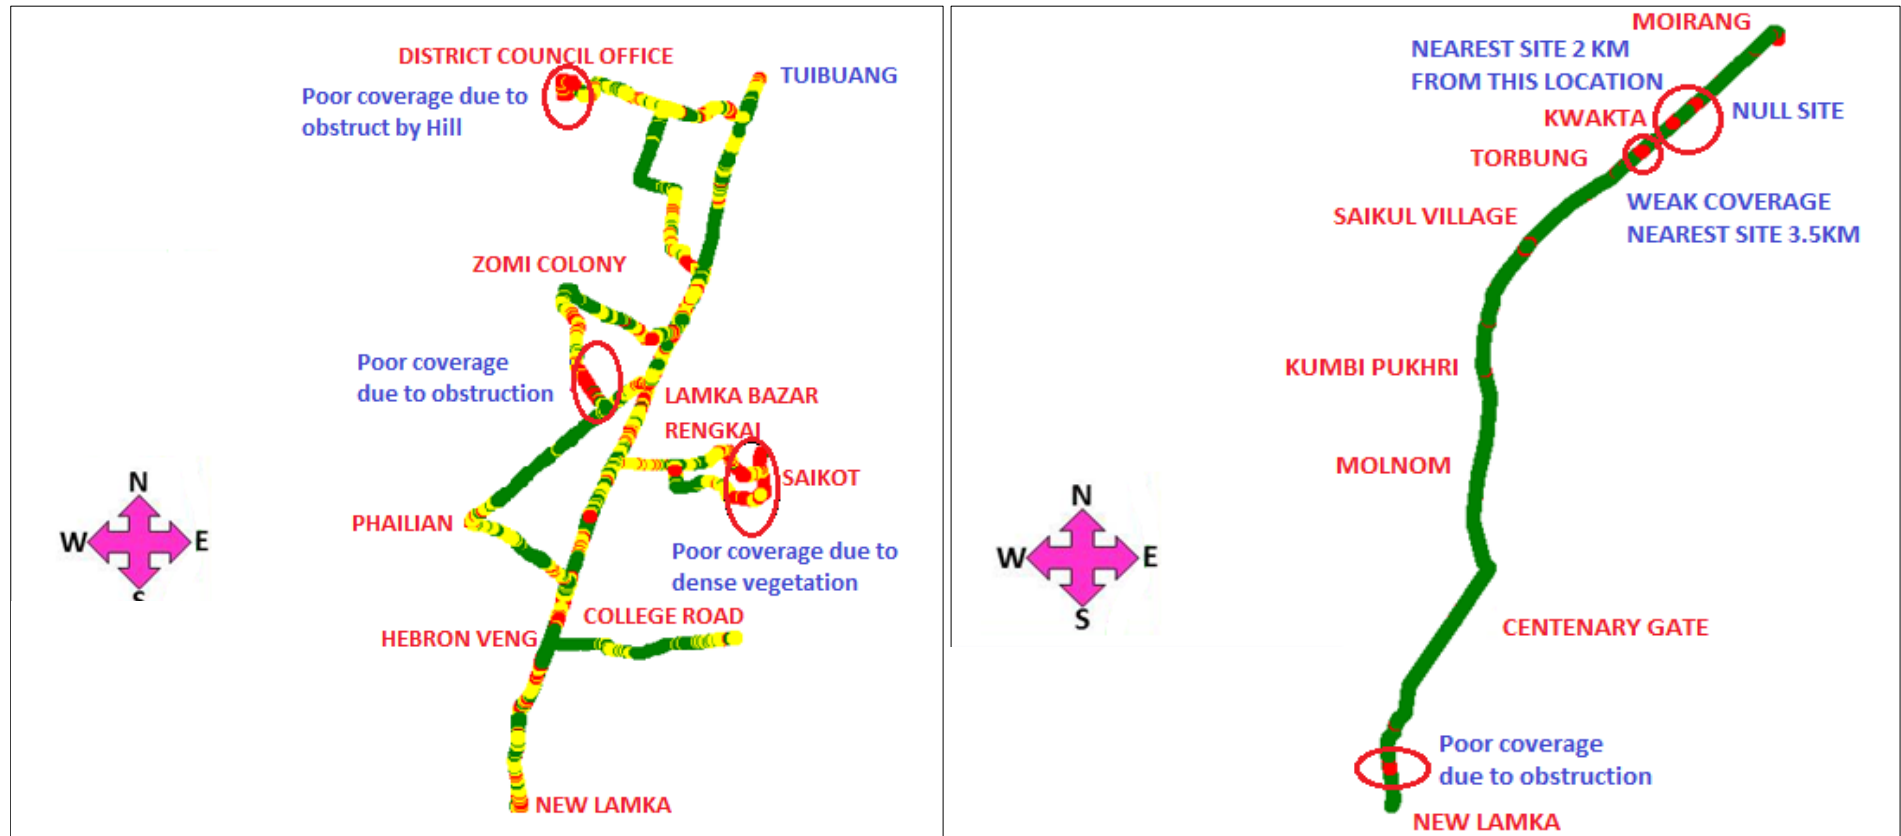 DISTRICT COUNCIL OFFICE
TUIBUANG
Poor coverage due to
obstruct by Hill
ZOMI COLONY
Poor coverage
due to obstruction
LAMKA BAZAR
RENGKAI
SAIKOT
PHAILIAN
Poor coverage due to
dense vegetation
COLLEGE ROAD
HEBRON VENG
NEW LAMKA
N
W E
S
MOIRANG
NEAREST SITE 2 KM
FROM THIS LOCATION
NULL SITE
KWAKTA
TORBUNG
WEAK COVERAGE
NEAREST SITE 3.5KM
SAIKUL VILLAGE
KUMBI PUKHRI
MOLNOM
N
W E
S
CENTENARY GATE
Poor coverage
due to obstruction
NEW LAMKA